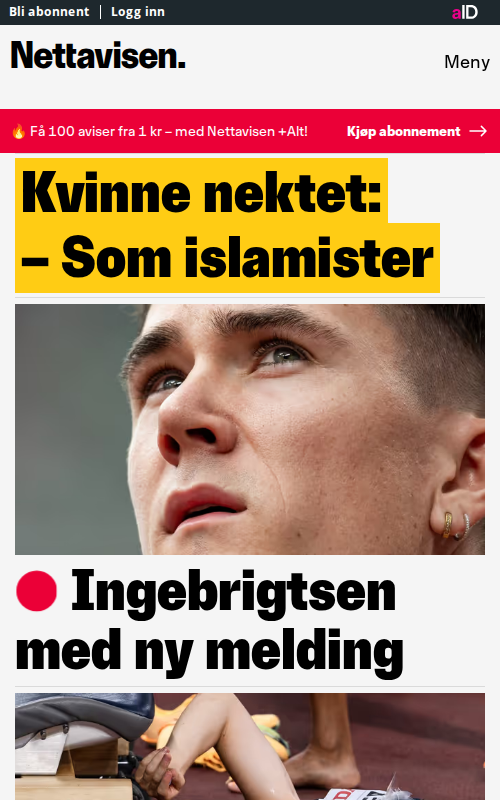 Bli abonnent | Logg inn
aID
Nettavisen.
Meny
🔥 Få 100 aviser fra 1 kr – med Nettavisen +Alt!
Kjøp abonnement →
Kvinne nektet:
– Som islamister
Ingebrigtsen
med ny melding